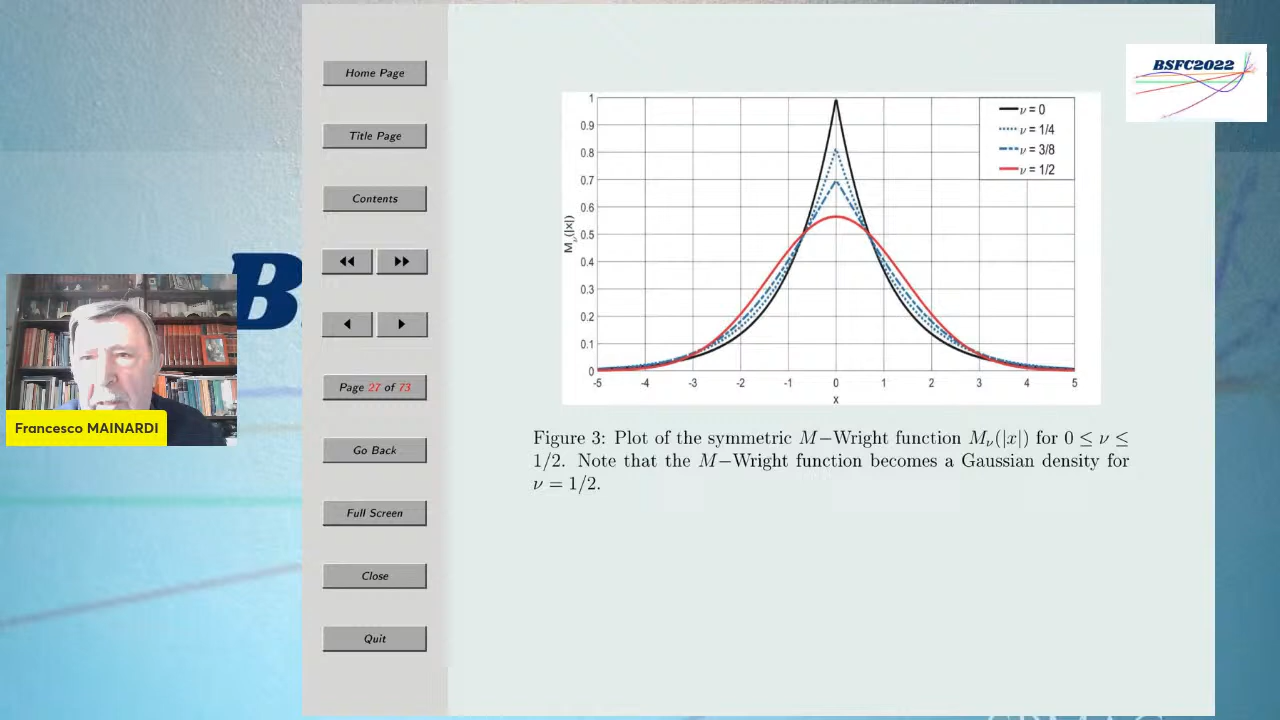 Home Page
Title Page
Contents
Page 27 of 73
Go Back
Full Screen
Close
Quit
BSFC2022
B
Francesco MAINARDI
1
0.9
0.8
0.7
0.6
0.5
0.4
0.3
0.2
0.1
0
-5 -4 -3 -2 -1 0 1 2 3 4 5
x
M_ν(|x|)
ν = 0
ν = 1/4
ν = 3/8
ν = 1/2
Figure 3: Plot of the symmetric M−Wright function M_ν(|x|) for 0 ≤ ν ≤
1/2. Note that the M−Wright function becomes a Gaussian density for
ν = 1/2.